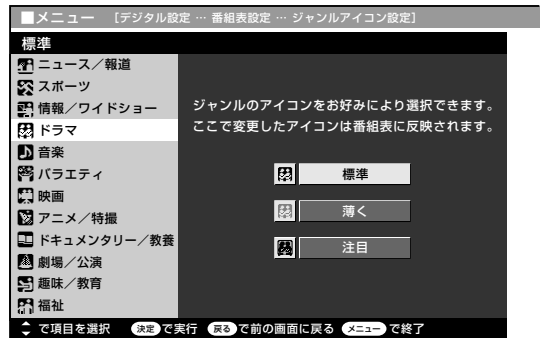 ■メニュー [デジタル設定 … 番組表設定 … ジャンルアイコン設定]
標準
ニュース／報道
スポーツ
情報／ワイドショー
ドラマ
音楽
バラエティ
映画
アニメ／特撮
ドキュメンタリー／教養
劇場／公演
趣味／教育
福祉
ジャンルのアイコンをお好みにより選択できます。
ここで変更したアイコンは番組表に反映されます。
標準
薄く
注目
で項目を選択 決定 で実行 戻る で前の画面に戻る メニュー で終了